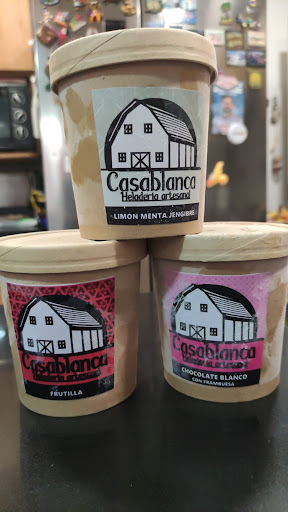 Casablanca
Heladería artesanal
LIMON MENTA JENGIBRE
Casablanca
FRUTILLA
Casablanca
CHOCOLATE BLANCO
CON FRAMBUESA